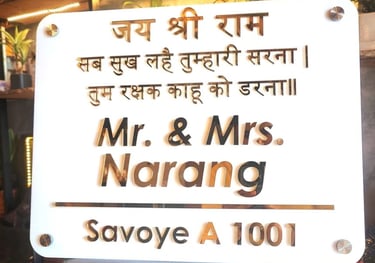 जय श्री राम
सब सुख लहै तुम्हारी सरना |
तुम रक्षक काहू को डरना॥
Mr. & Mrs.
Narang
Savoye A 1001